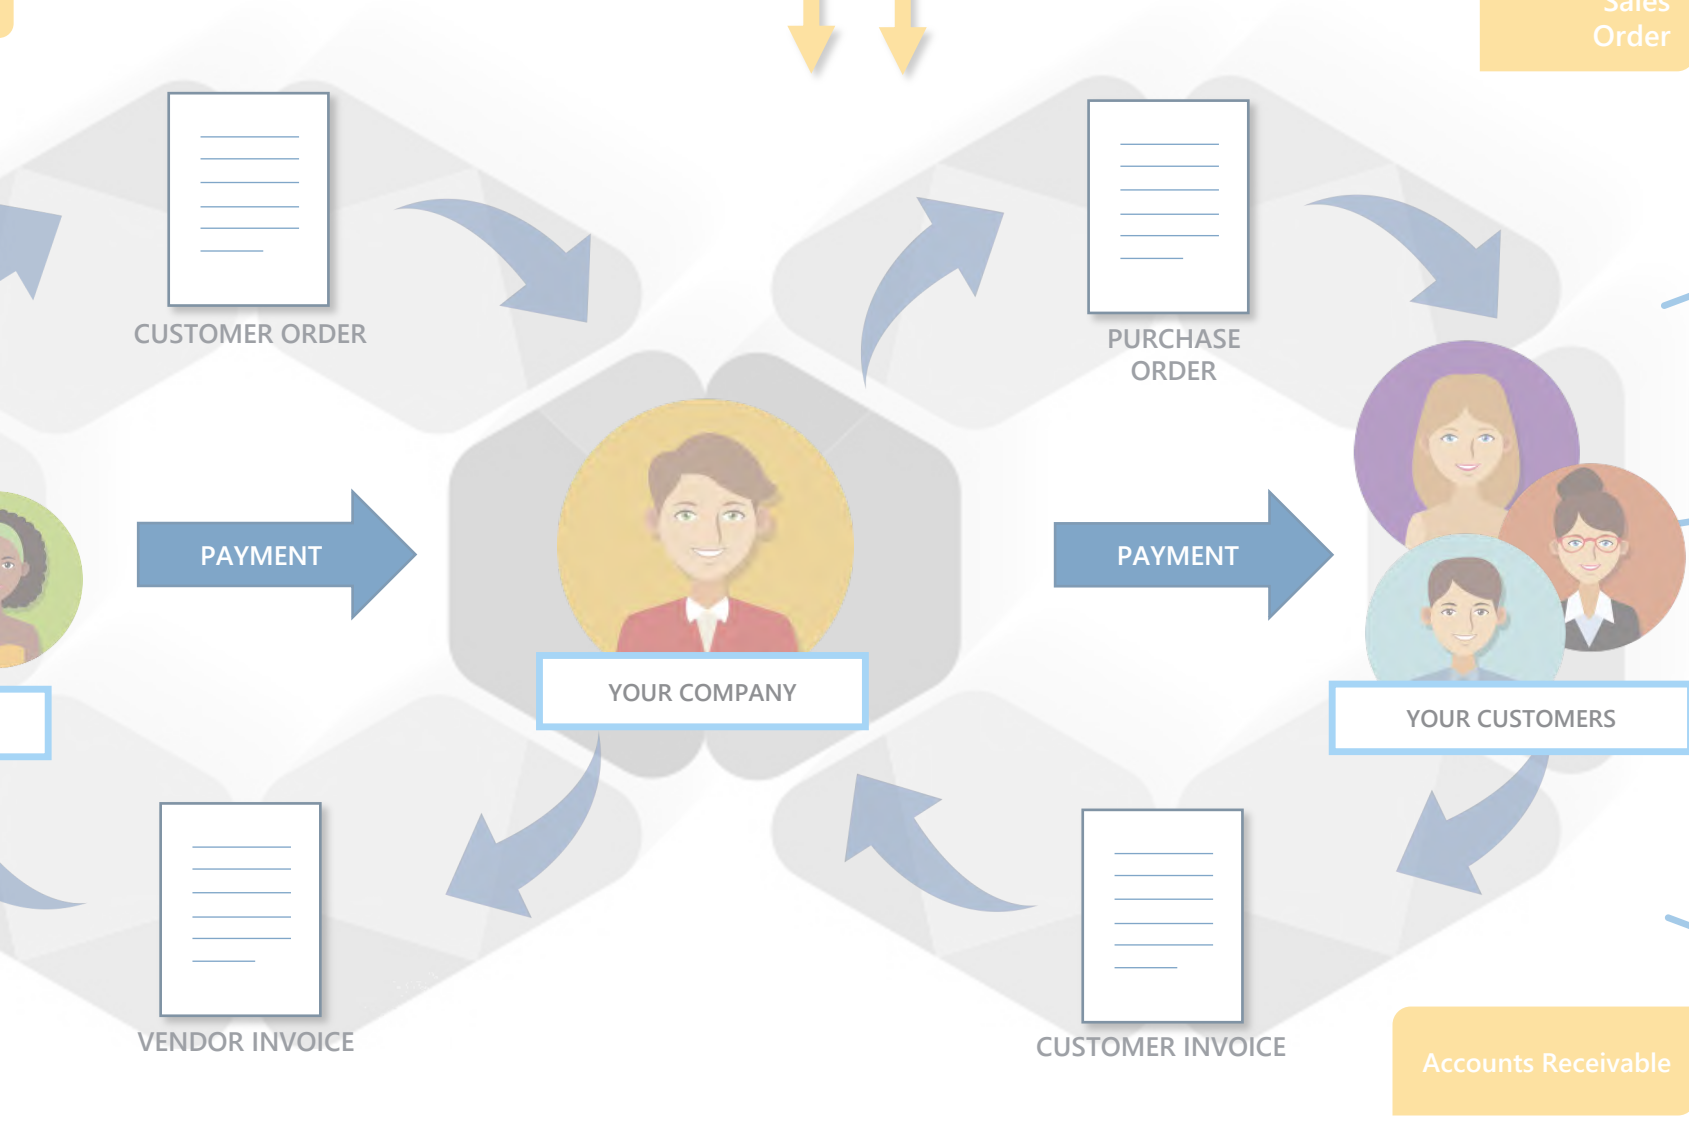 Sales
Order
CUSTOMER ORDER
PURCHASE
ORDER
PAYMENT
PAYMENT
YOUR COMPANY
YOUR CUSTOMERS
VENDOR INVOICE
CUSTOMER INVOICE
Accounts Receivable